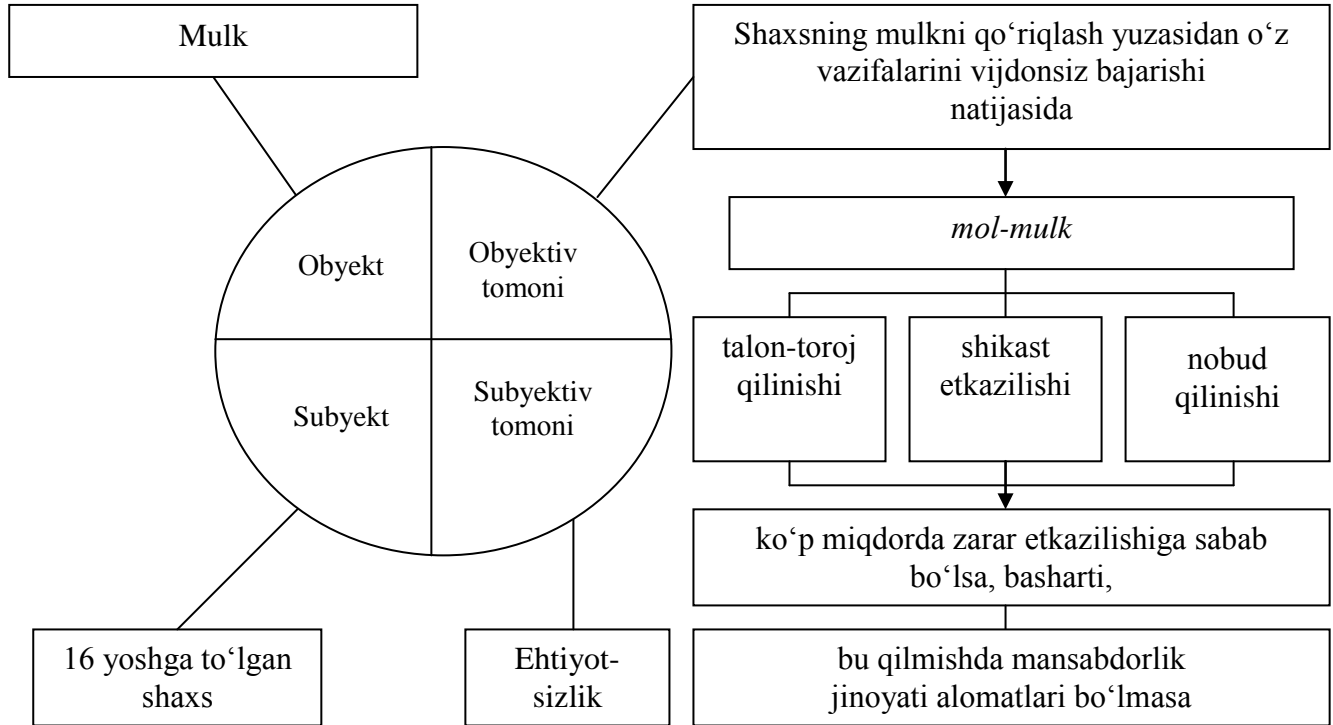 Mulk
Shaxsning mulkni qo‘riqlash yuzasidan o‘z
vazifalarini vijdonsiz bajarishi
natijasida
mol-mulk
Obyekt
Obyektiv
tomoni
talon-toroj
qilinishi
shikast
etkazilishi
nobud
qilinishi
Subyekt
Subyektiv
tomoni
ko‘p miqdorda zarar etkazilishiga sabab
bo‘lsa, basharti,
16 yoshga to‘lgan
shaxs
Ehtiyot-
sizlik
bu qilmishda mansabdorlik
jinoyati alomatlari bo‘lmasa